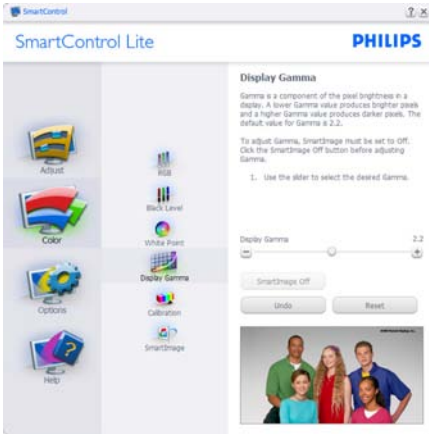 SmartControl
SmartControl Lite
PHILIPS
Adjust
Color
Options
Help
RGB
Black Level
White Point
Display Gamma
Calibration
SmartImage
Display Gamma
Gamma is a component of the pixel brightness in a
display. A lower Gamma value produces brighter pixels
and a higher Gamma value produces darker pixels. The
default value for Gamma is 2.2.
To adjust Gamma, SmartImage must be set to Off.
Click the SmartImage Off button before adjusting
Gamma.
1. Use the slider to select the desired Gamma.
Display Gamma 2.2
SmartImage Off
Undo Reset